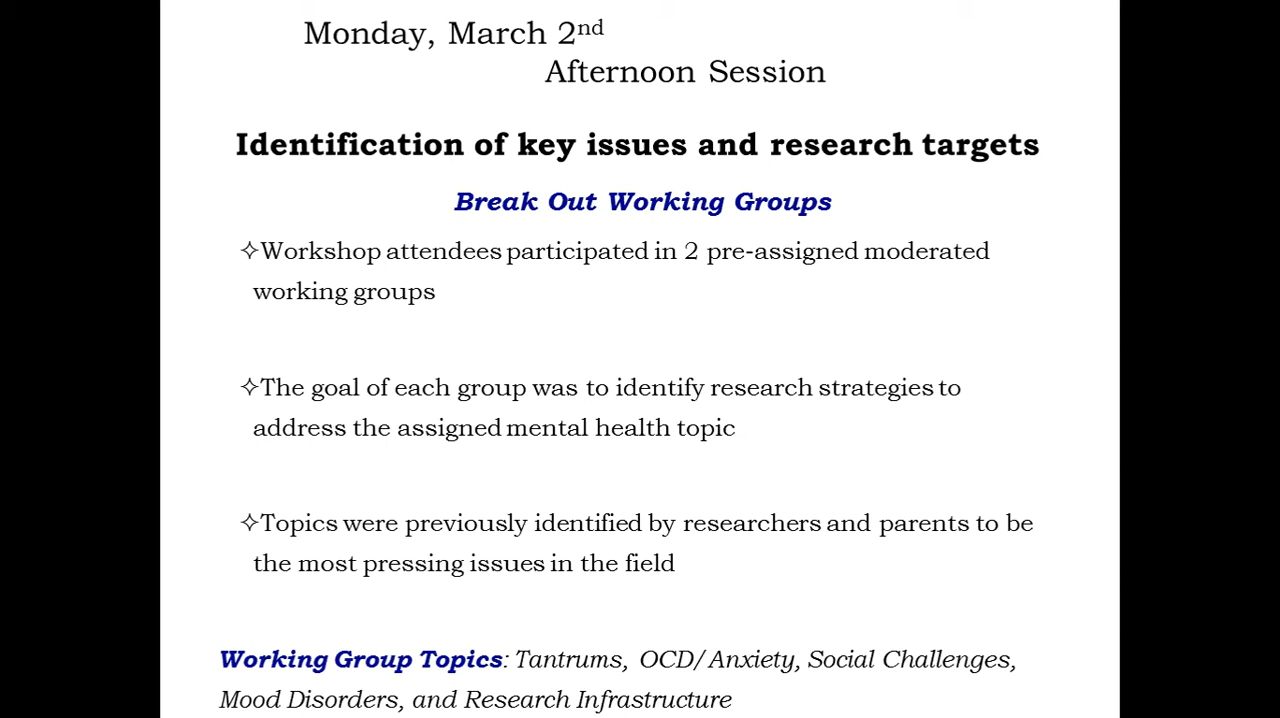 Monday, March 2nd
Afternoon Session
Identification of key issues and research targets
Break Out Working Groups
✧Workshop attendees participated in 2 pre-assigned moderated
working groups
✧The goal of each group was to identify research strategies to
address the assigned mental health topic
✧Topics were previously identified by researchers and parents to be
the most pressing issues in the field
Working Group Topics: Tantrums, OCD/Anxiety, Social Challenges,
Mood Disorders, and Research Infrastructure